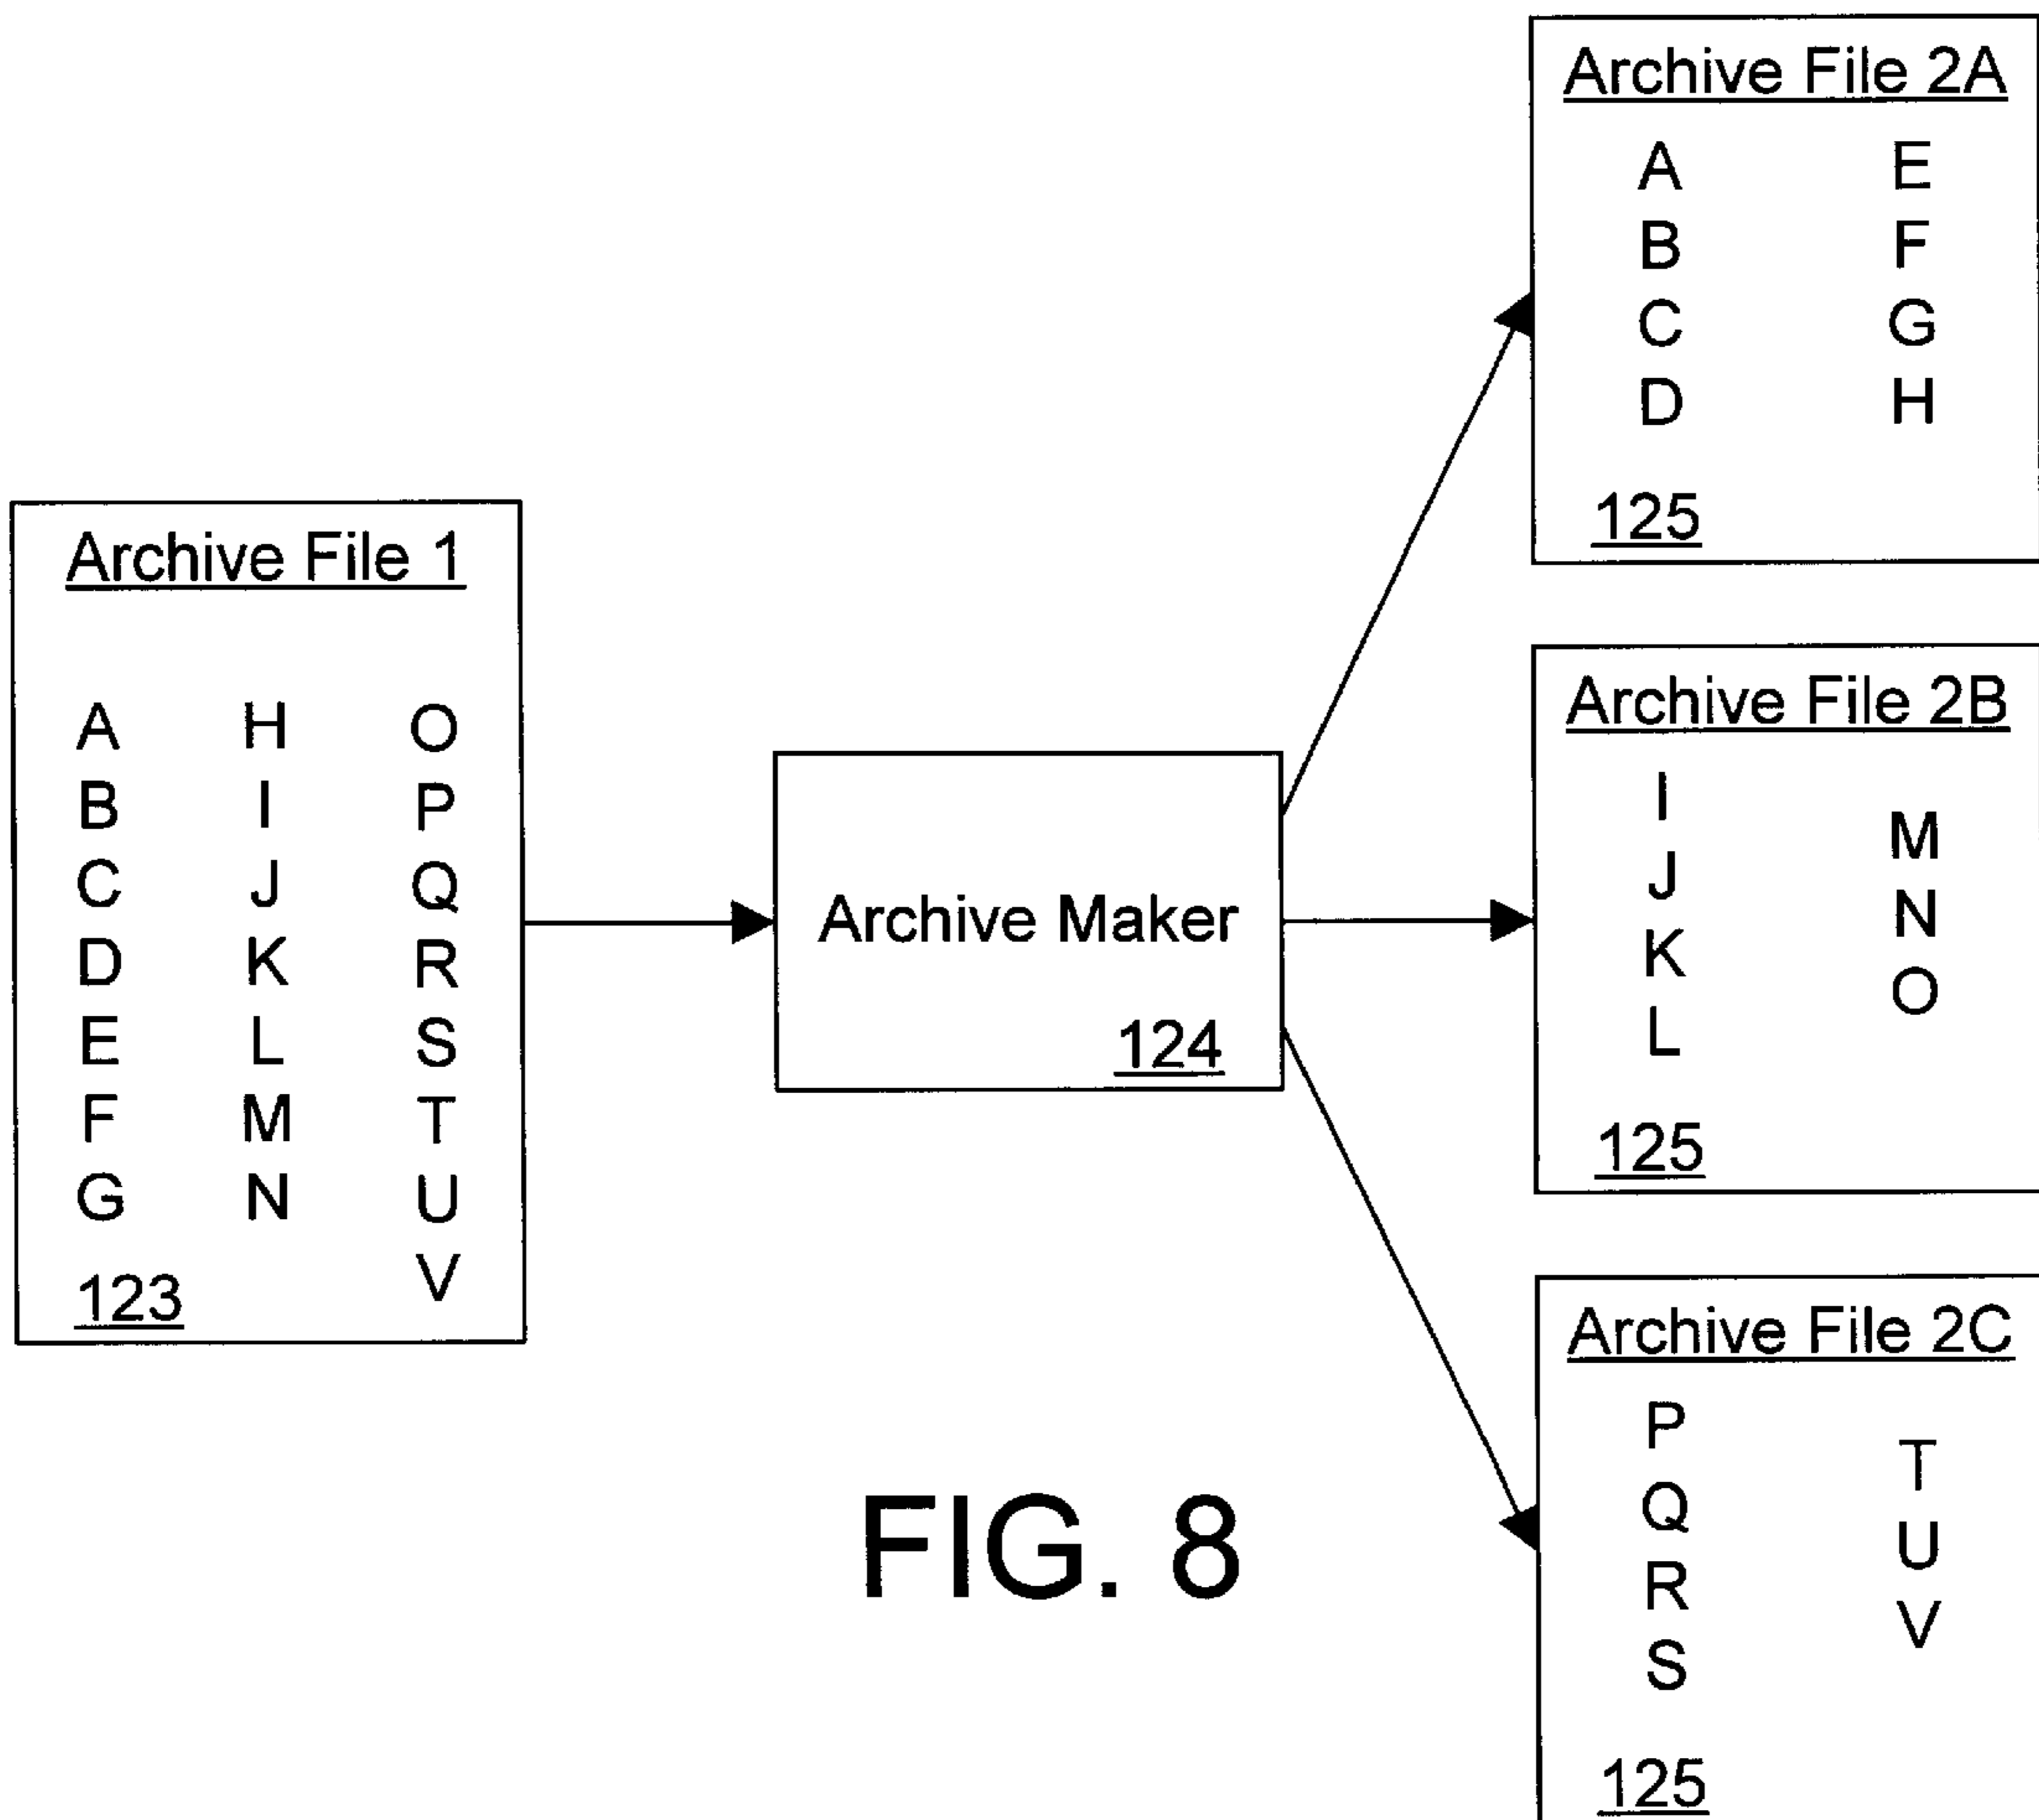 Archive File 1
A H O
B I P
C J Q
D K R
E L S
F M T
G N U
V
123
Archive Maker
124
Archive File 2A
A E
B F
C G
D H
125
Archive File 2B
I M
J N
K O
L
125
Archive File 2C
P T
Q U
R V
S
125
FIG. 8